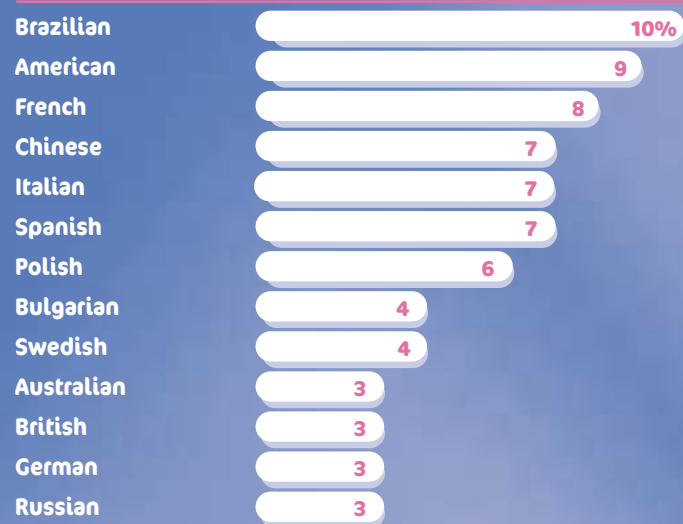 Brazilian 10%
American 9
French 8
Chinese 7
Italian 7
Spanish 7
Polish 6
Bulgarian 4
Swedish 4
Australian 3
British 3
German 3
Russian 3